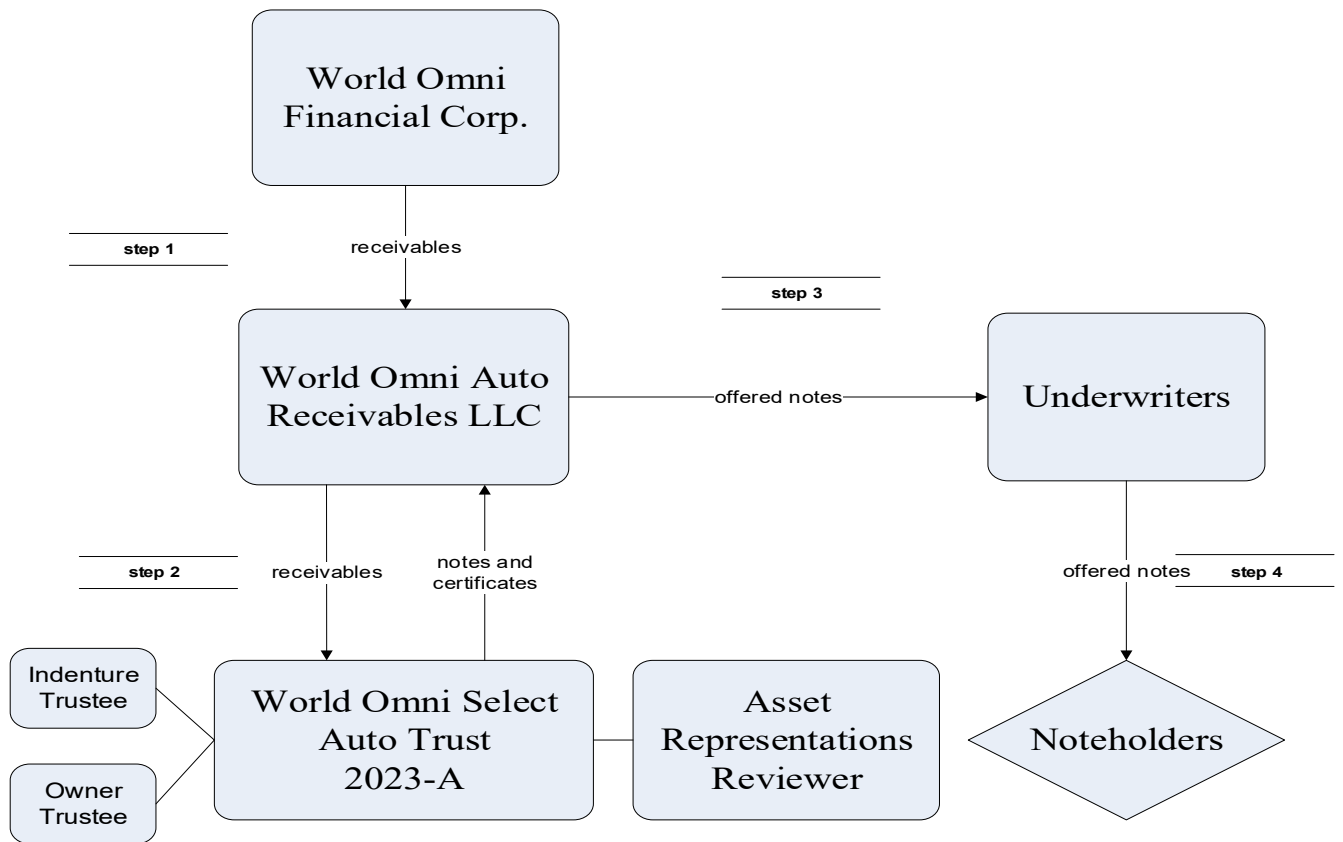 World Omni
Financial Corp.
step 1
receivables
step 3
World Omni Auto
Receivables LLC
offered notes
Underwriters
step 2
receivables
notes and
certificates
offered notes
step 4
Indenture
Trustee
Owner
Trustee
World Omni Select
Auto Trust
2023-A
Asset
Representations
Reviewer
Noteholders